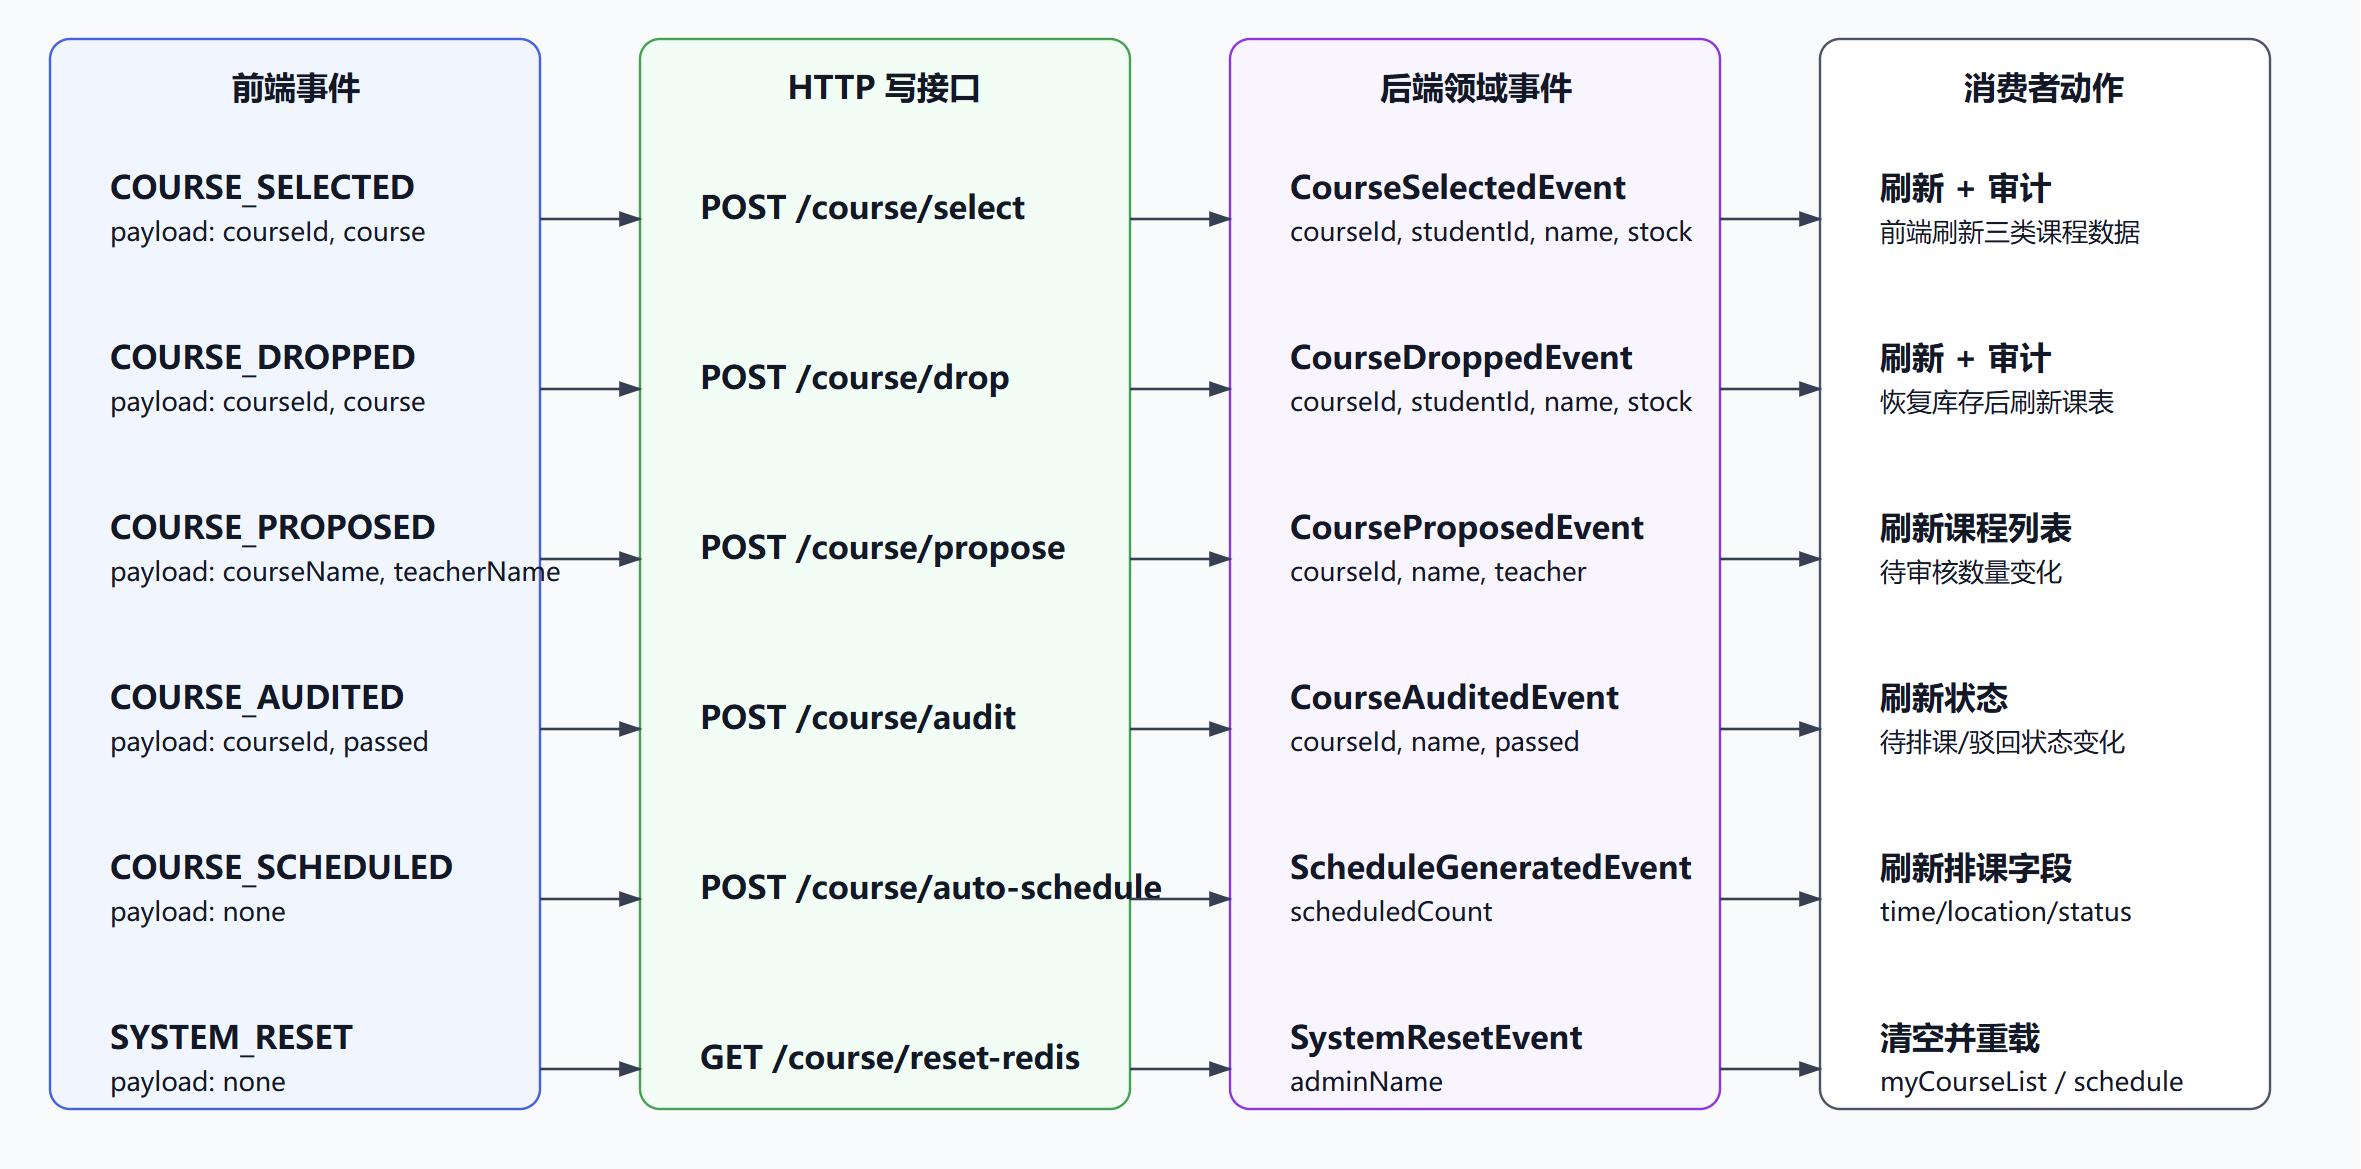 前端事件
COURSE_SELECTED
payload: courseId, course
COURSE_DROPPED
payload: courseId, course
COURSE_PROPOSED
payload: courseName, teacherName
COURSE_AUDITED
payload: courseId, passed
COURSE_SCHEDULED
payload: none
SYSTEM_RESET
payload: none
HTTP 写接口
POST /course/select
POST /course/drop
POST /course/propose
POST /course/audit
POST /course/auto-schedule
GET /course/reset-redis
后端领域事件
CourseSelectedEvent
courseId, studentId, name, stock
CourseDroppedEvent
courseId, studentId, name, stock
CourseProposedEvent
courseId, name, teacher
CourseAuditedEvent
courseId, name, passed
ScheduleGeneratedEvent
scheduledCount
SystemResetEvent
adminName
消费者动作
刷新 + 审计
前端刷新三类课程数据
刷新 + 审计
恢复库存后刷新课表
刷新课程列表
待审核数量变化
刷新状态
待排课/驳回状态变化
刷新排课字段
time/location/status
清空并重载
myCourseList / schedule